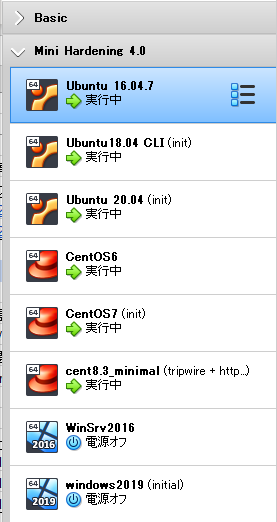 Basic
Mini Hardening 4.0
64
Ubuntu 16.04.7
実行中
64
Ubuntu18.04 CLI (init)
実行中
64
Ubuntu 20.04 (init)
実行中
64
CentOS6
実行中
64
CentOS7 (init)
実行中
64
cent8.3_minimal (tripwire + http...)
実行中
64
2016
WinSrv2016
電源オフ
64
2019
windows2019 (initial)
電源オフ